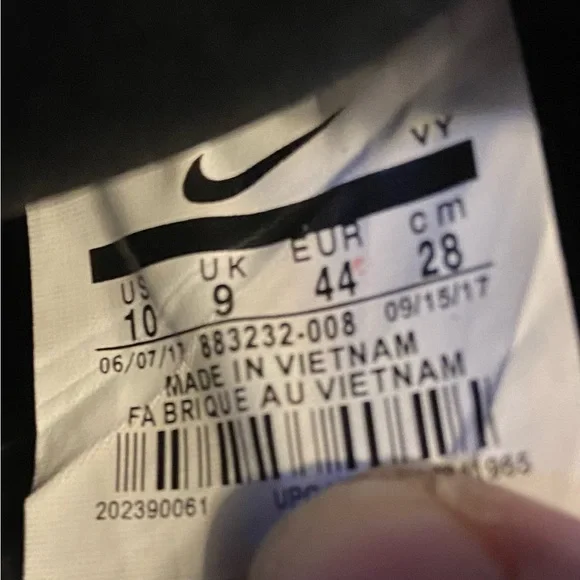 VY
US UK EUR cm
10 9 44 28
06/07/17 883232-008 09/15/17
MADE IN VIETNAM
FABRIQUE AU VIETNAM
202390061